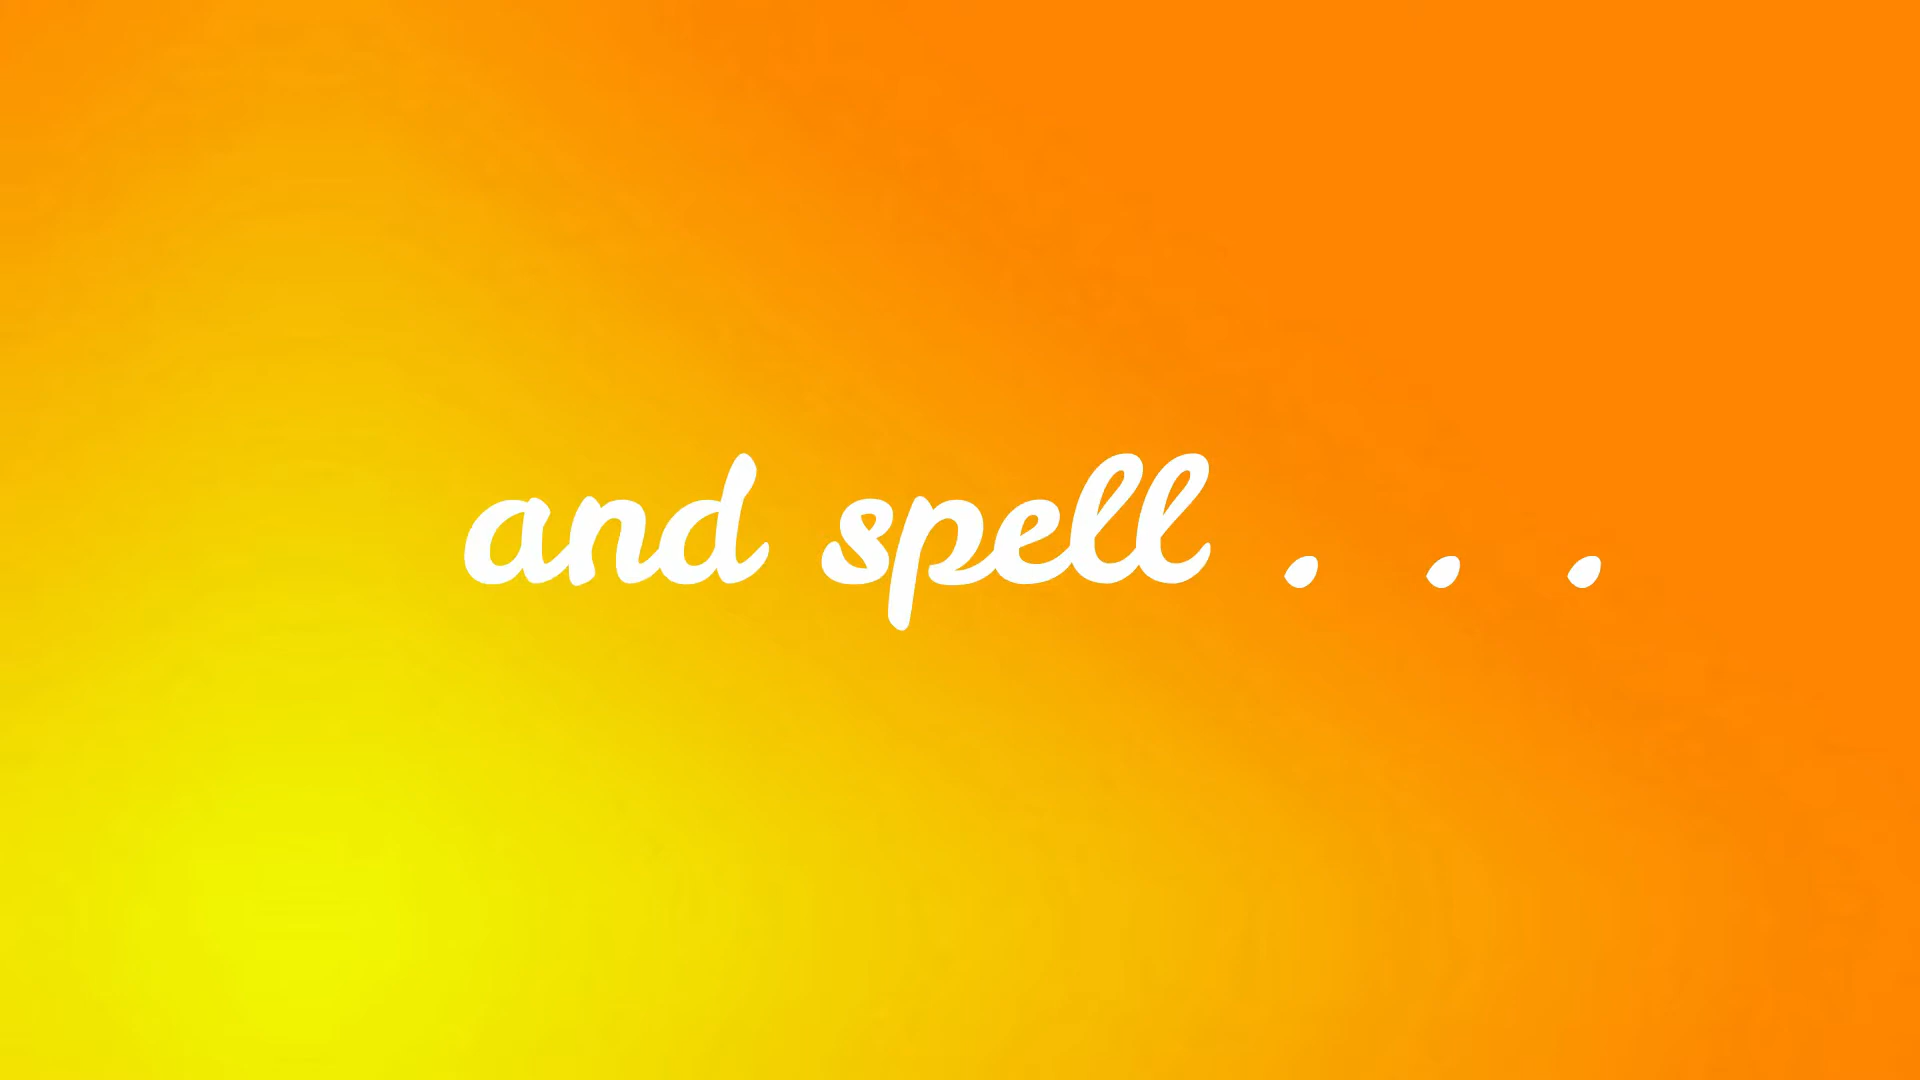 and spell . . .